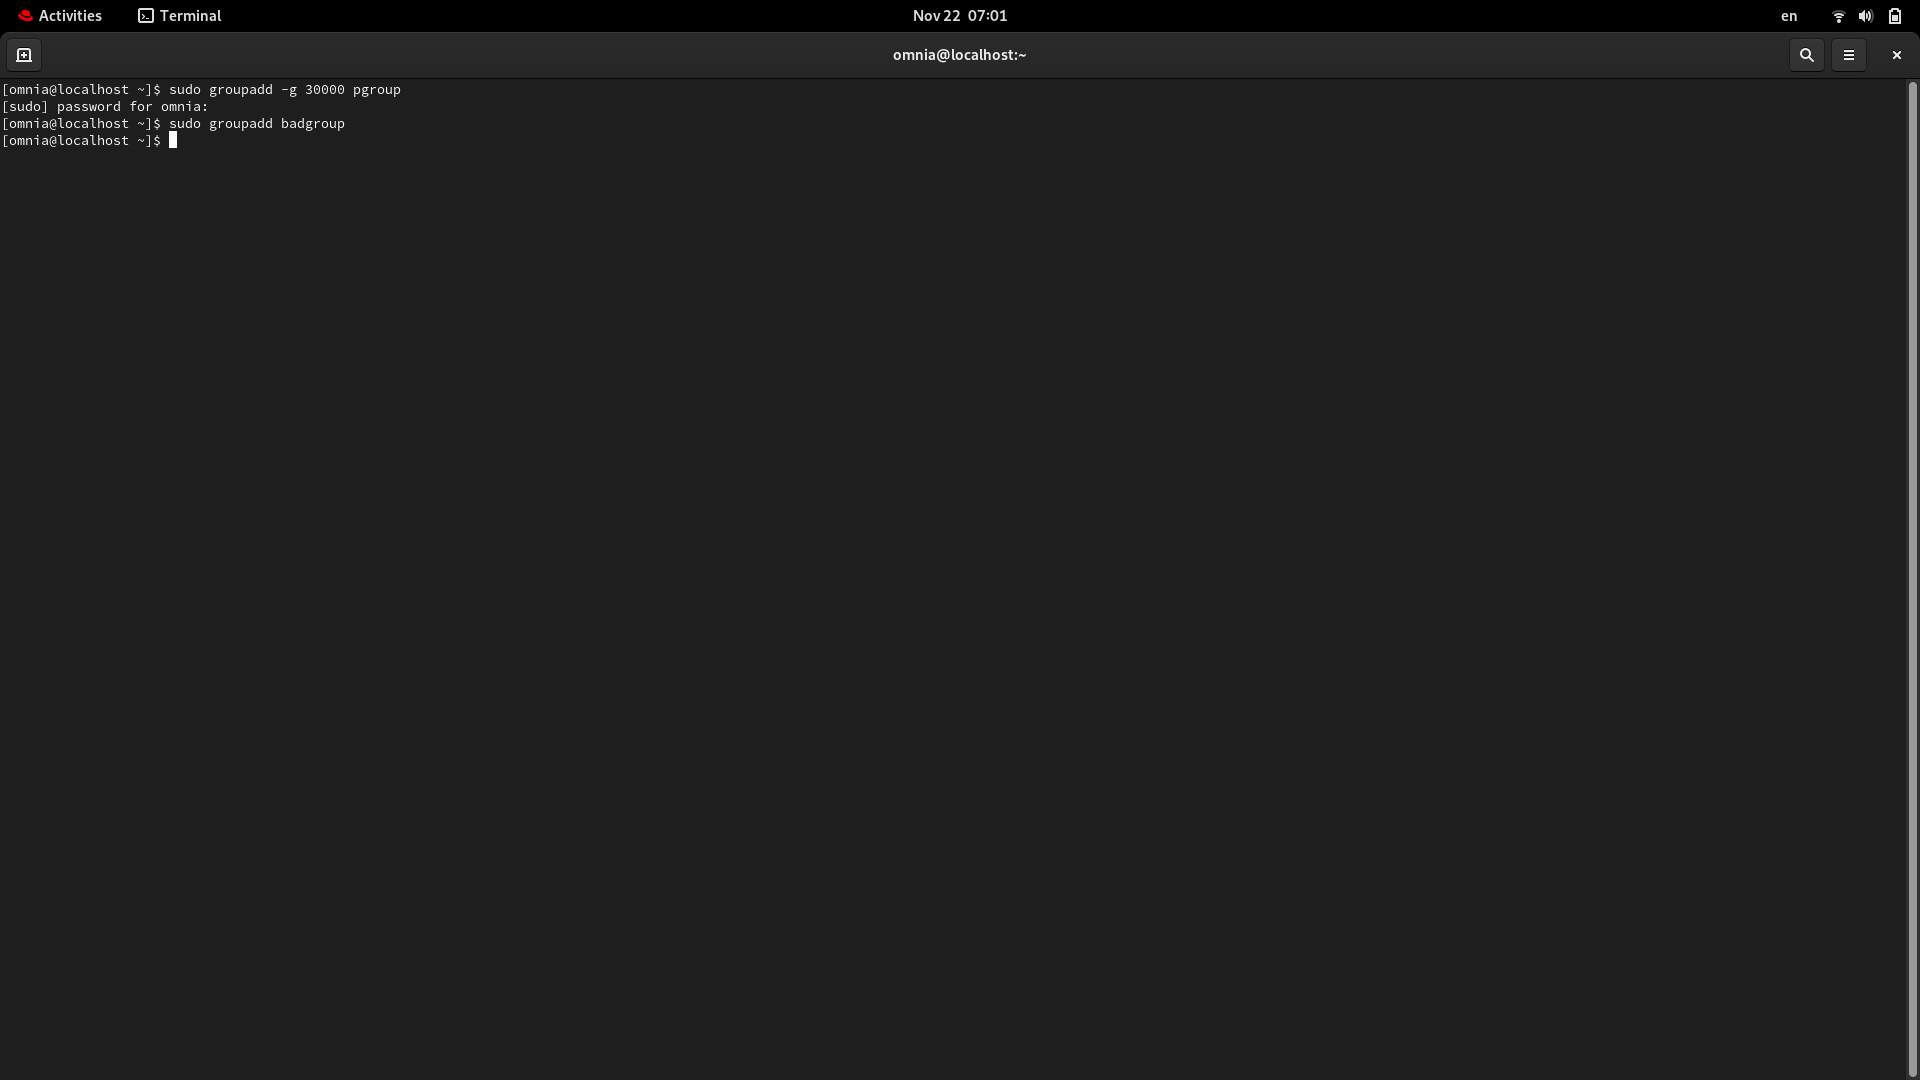 Activities Terminal Nov 22 07:01 en
omnia@localhost:~
[omnia@localhost ~]$ sudo groupadd -g 30000 pgroup
[sudo] password for omnia:
[omnia@localhost ~]$ sudo groupadd badgroup
[omnia@localhost ~]$